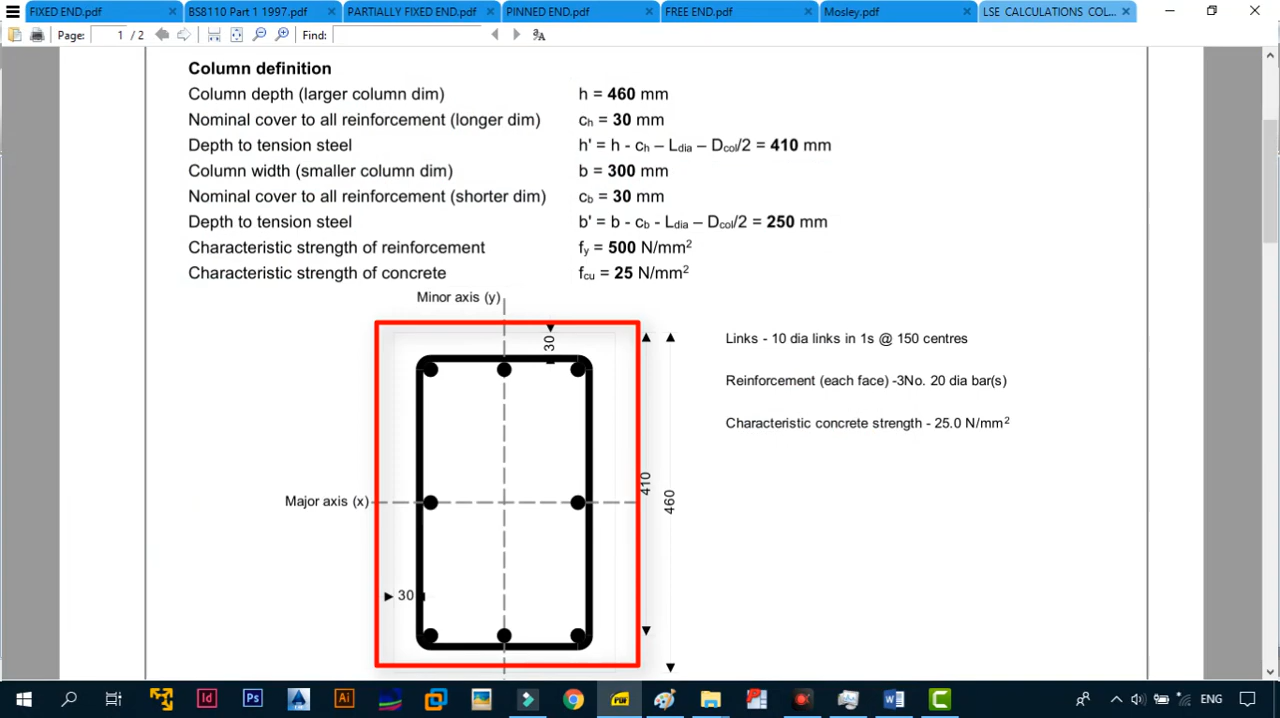 FIXED END.pdf
BS8110 Part 1 1997.pdf
PARTIALLY FIXED END.pdf
PINNED END.pdf
FREE END.pdf
Mosley.pdf
LSE CALCULATIONS COL...
Page: 1 / 2 Find:
Column definition
Column depth (larger column dim) h = 460 mm
Nominal cover to all reinforcement (longer dim) cₕ = 30 mm
Depth to tension steel h' = h - cₕ – Ldia – Dcol/2 = 410 mm
Column width (smaller column dim) b = 300 mm
Nominal cover to all reinforcement (shorter dim) cb = 30 mm
Depth to tension steel b' = b - cb - Ldia – Dcol/2 = 250 mm
Characteristic strength of reinforcement fy = 500 N/mm²
Characteristic strength of concrete fcu = 25 N/mm²
Minor axis (y)
30
Links - 10 dia links in 1s @ 150 centres
Reinforcement (each face) -3No. 20 dia bar(s)
Characteristic concrete strength - 25.0 N/mm²
410
460
Major axis (x)
30
Id
Ps
Ai
PDF
W
C
ENG